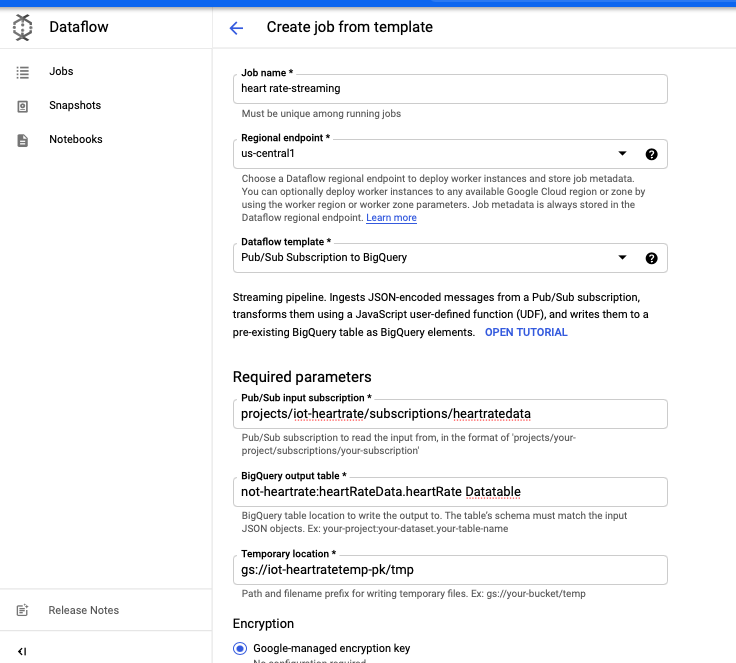 Dataflow
Create job from template
Jobs
Snapshots
Notebooks
Job name *
heart rate-streaming
Must be unique among running jobs
Regional endpoint *
us-central1
Choose a Dataflow regional endpoint to deploy worker instances and store job metadata.
You can optionally deploy worker instances to any available Google Cloud region or zone by
using the worker region or worker zone parameters. Job metadata is always stored in the
Dataflow regional endpoint. Learn more
Dataflow template *
Pub/Sub Subscription to BigQuery
Streaming pipeline. Ingests JSON-encoded messages from a Pub/Sub subscription,
transforms them using a JavaScript user-defined function (UDF), and writes them to a
pre-existing BigQuery table as BigQuery elements. OPEN TUTORIAL
Required parameters
Pub/Sub input subscription *
projects/iot-heartrate/subscriptions/heartratedata
Pub/Sub subscription to read the input from, in the format of 'projects/your-
project/subscriptions/your-subscription'
BigQuery output table *
not-heartrate:heartRateData.heartRate Datatable
BigQuery table location to write the output to. The table's schema must match the input
JSON objects. Ex: your-project:your-dataset.your-table-name
Temporary location *
gs://iot-heartratetemp-pk/tmp
Path and filename prefix for writing temporary files. Ex: gs://your-bucket/temp
Encryption
Google-managed encryption key
No configuration required
Release Notes